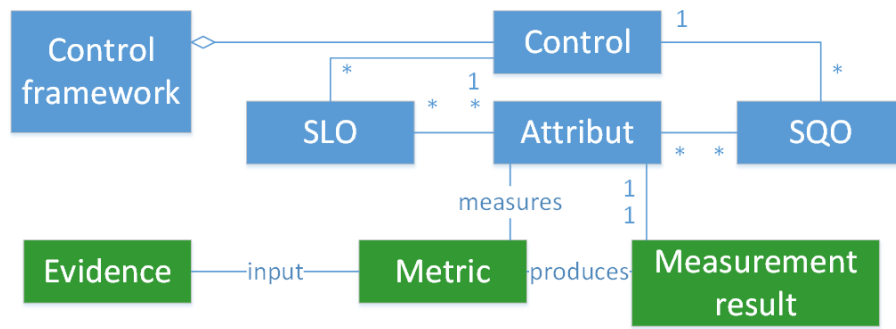 Control
framework
Control
1
*
*
1
SLO
*
*
Attribut
*
*
SQO
measures
1
1
Evidence
input
Metric
produces
Measurement
result